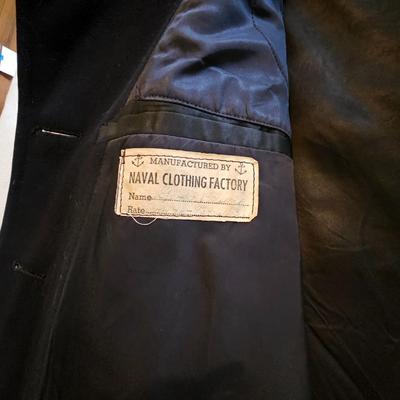 MANUFACTURED BY
NAVAL CLOTHING FACTORY
Name
Rate